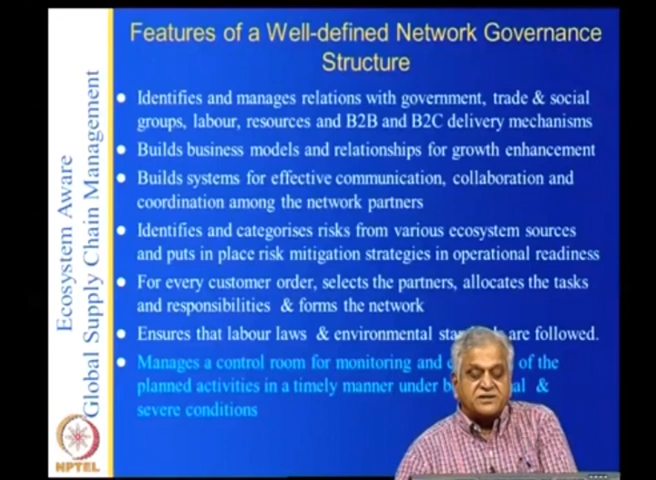 Features of a Well-defined Network Governance
Structure
Ecosystem Aware
Global Supply Chain Management
● Identifies and manages relations with government, trade & social
groups, labour, resources and B2B and B2C delivery mechanisms
● Builds business models and relationships for growth enhancement
● Builds systems for effective communication, collaboration and
coordination among the network partners
● Identifies and categorises risks from various ecosystem sources
and puts in place risk mitigation strategies in operational readiness
● For every customer order, selects the partners, allocates the tasks
and responsibilities & forms the network
● Ensures that labour laws & environmental are followed.
● Manages a control room for monitoring and of the
planned activities in a timely manner under &
severe conditions
NPTEL